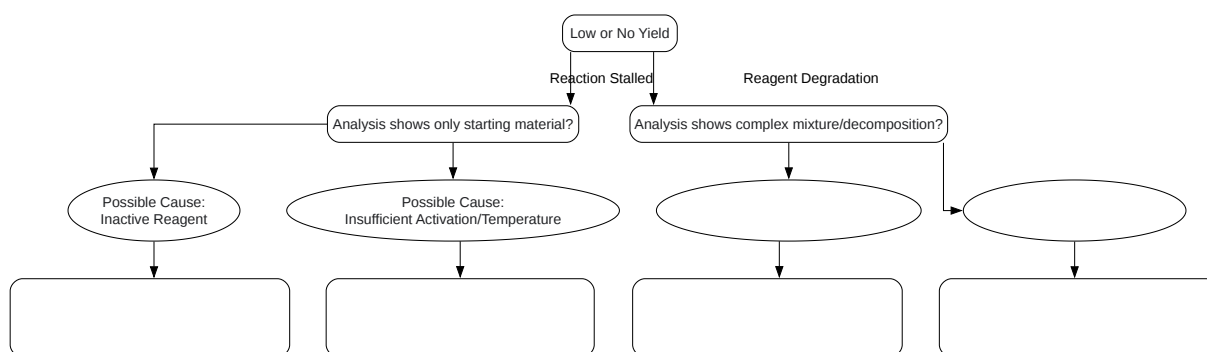 Low or No Yield
Reaction Stalled
Reagent Degradation
Analysis shows only starting material?
Analysis shows complex mixture/decomposition?
Possible Cause:
Inactive Reagent
Possible Cause:
Insufficient Activation/Temperature